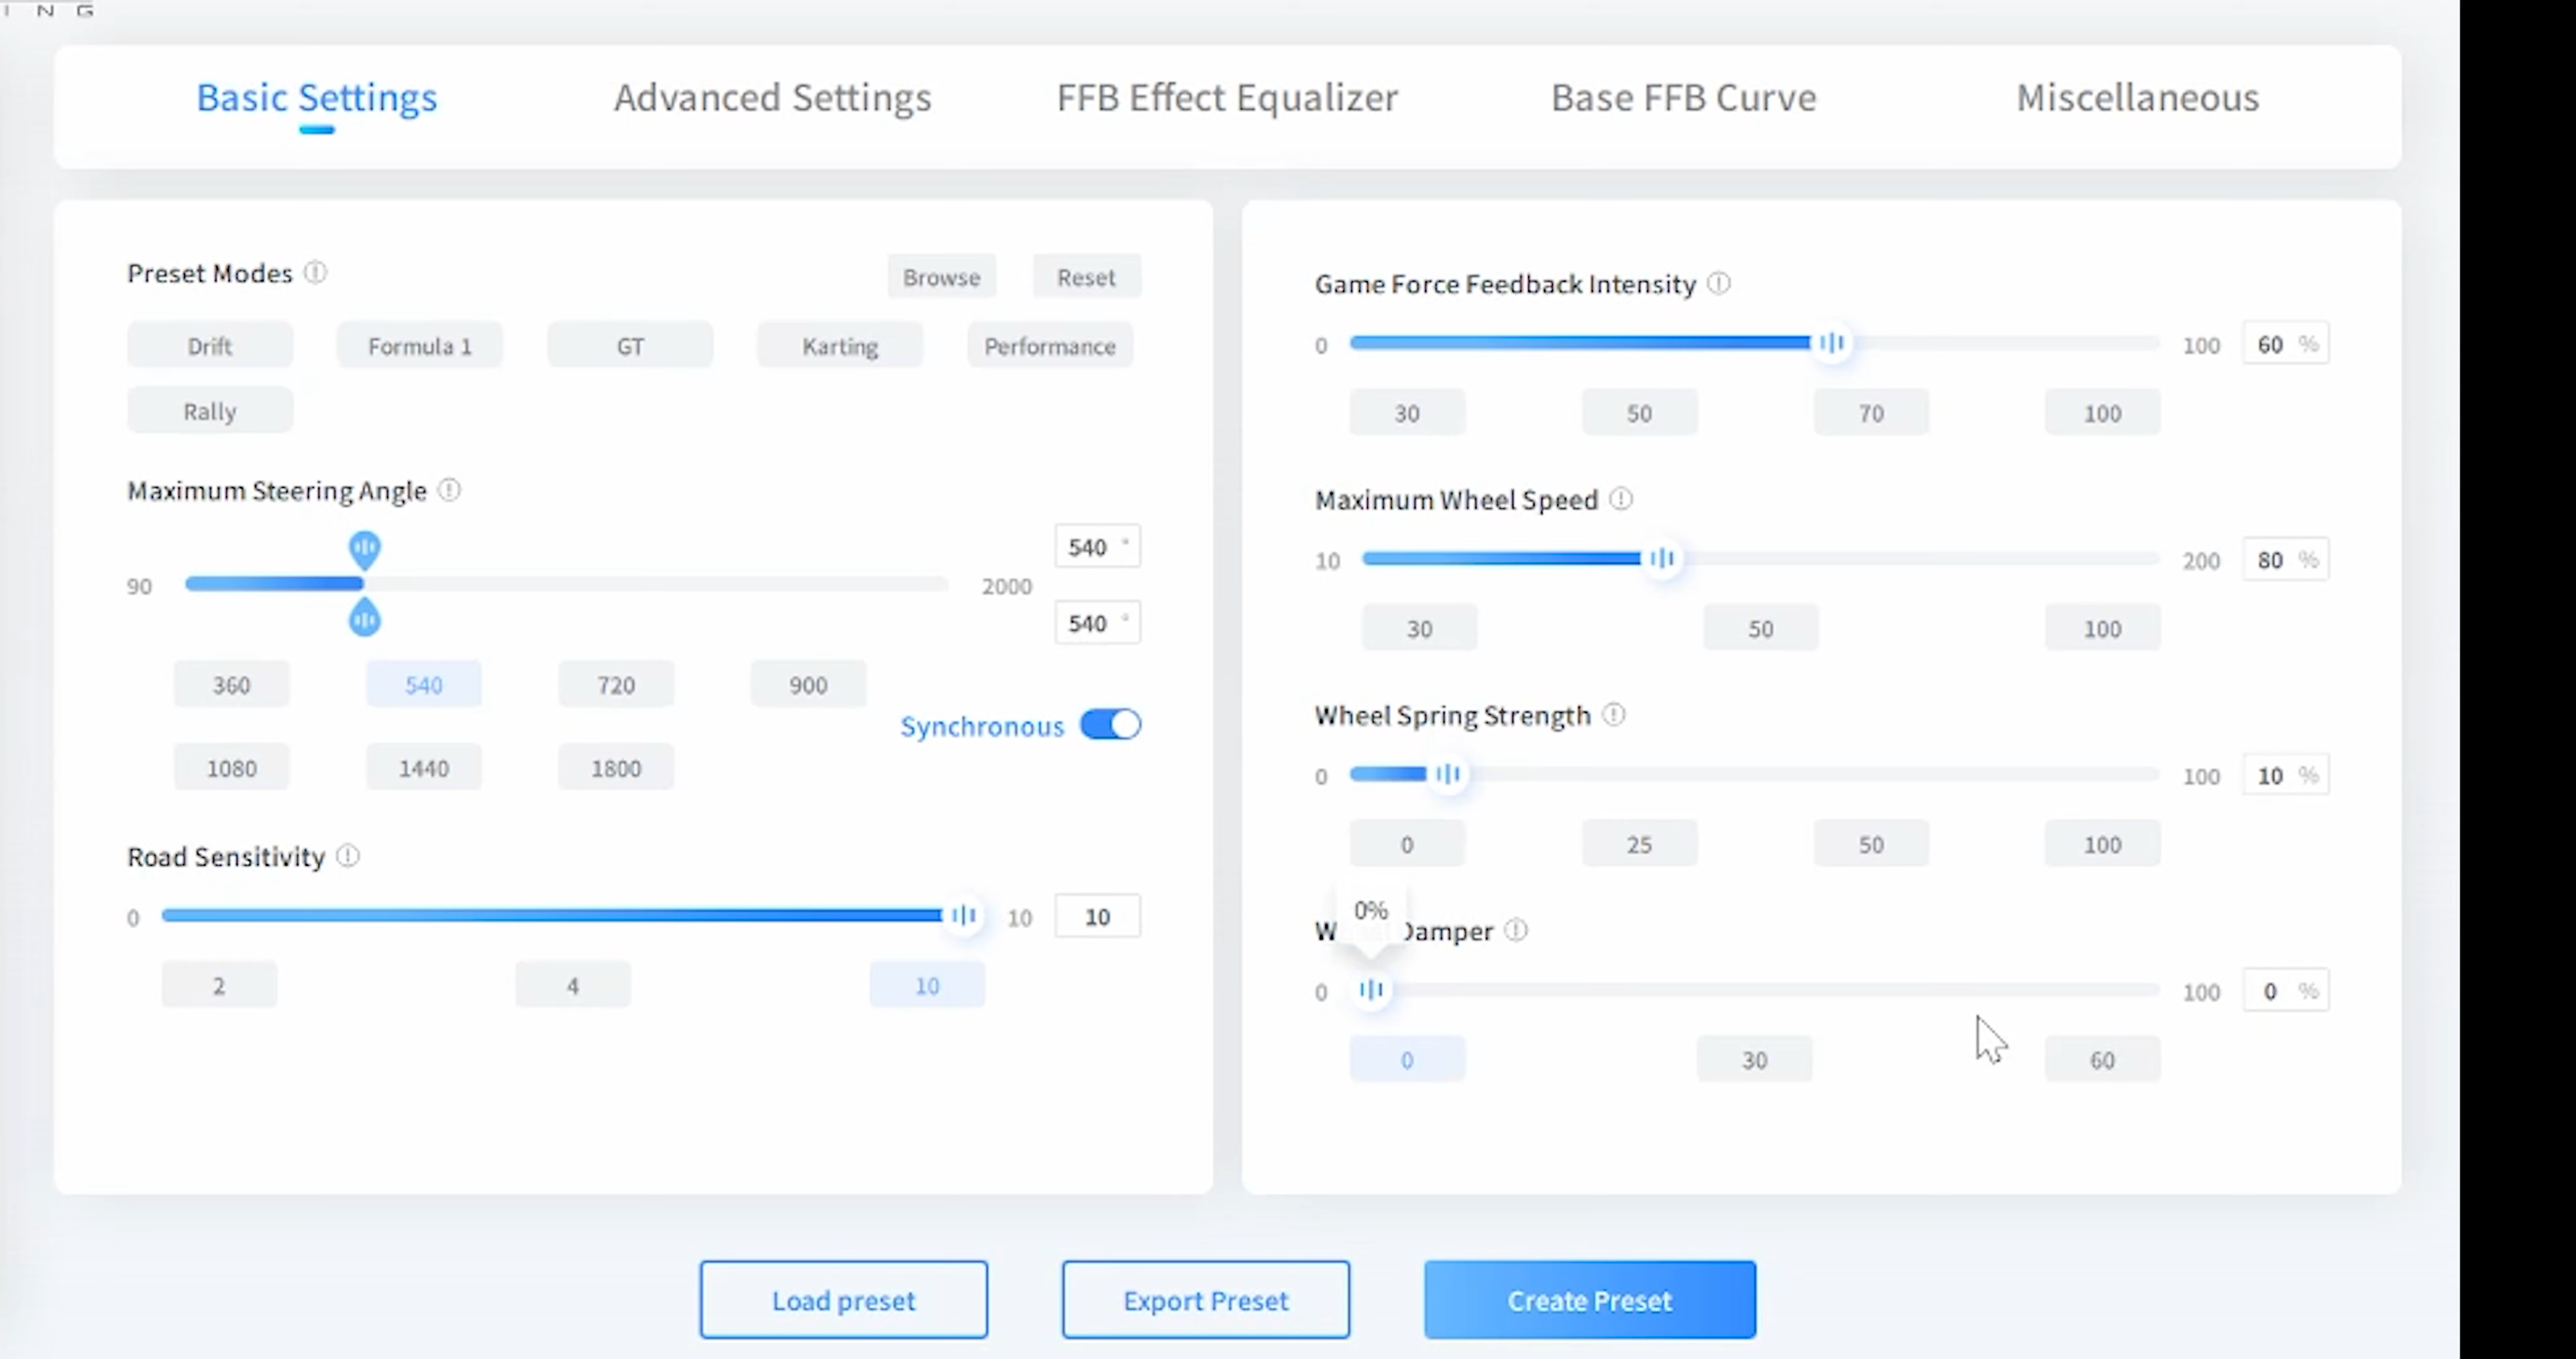 I N G
Basic Settings Advanced Settings FFB Effect Equalizer Base FFB Curve Miscellaneous
Preset Modes Browse Reset
Drift Formula 1 GT Karting Performance
Rally
Maximum Steering Angle
540 °
90 2000
540 °
360 540 720 900
Synchronous
1080 1440 1800
Road Sensitivity
0 10 10
2 4 10
Game Force Feedback Intensity
0 100 60 %
30 50 70 100
Maximum Wheel Speed
10 200 80 %
30 50 100
Wheel Spring Strength
0 100 10 %
0 25 50 100
0%
Damper
0 100 0 %
0 30 60
Load preset Export Preset Create Preset